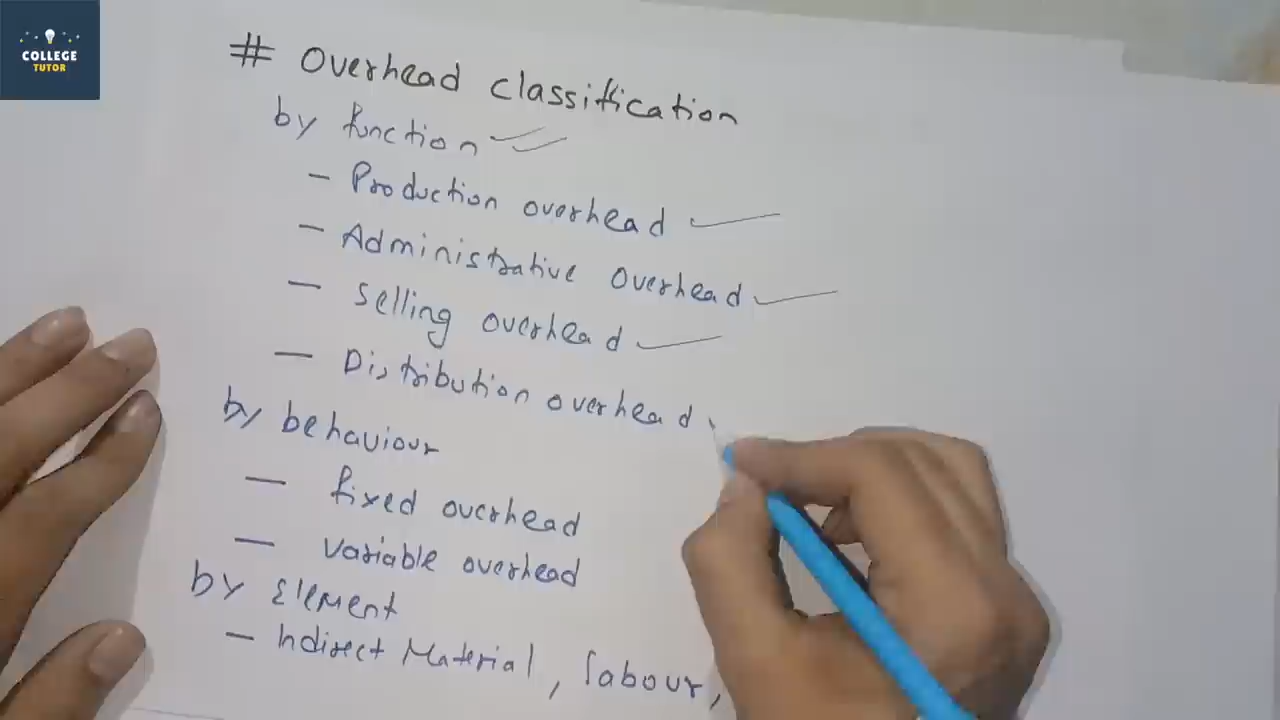 COLLEGE
TUTOR
# Overhead classification
by function
- Production overhead
- Administrative overhead
- Selling overhead
- Distribution overhead
by behaviour
- fixed overhead
- variable overhead
by Element
- Indirect Material, labour,